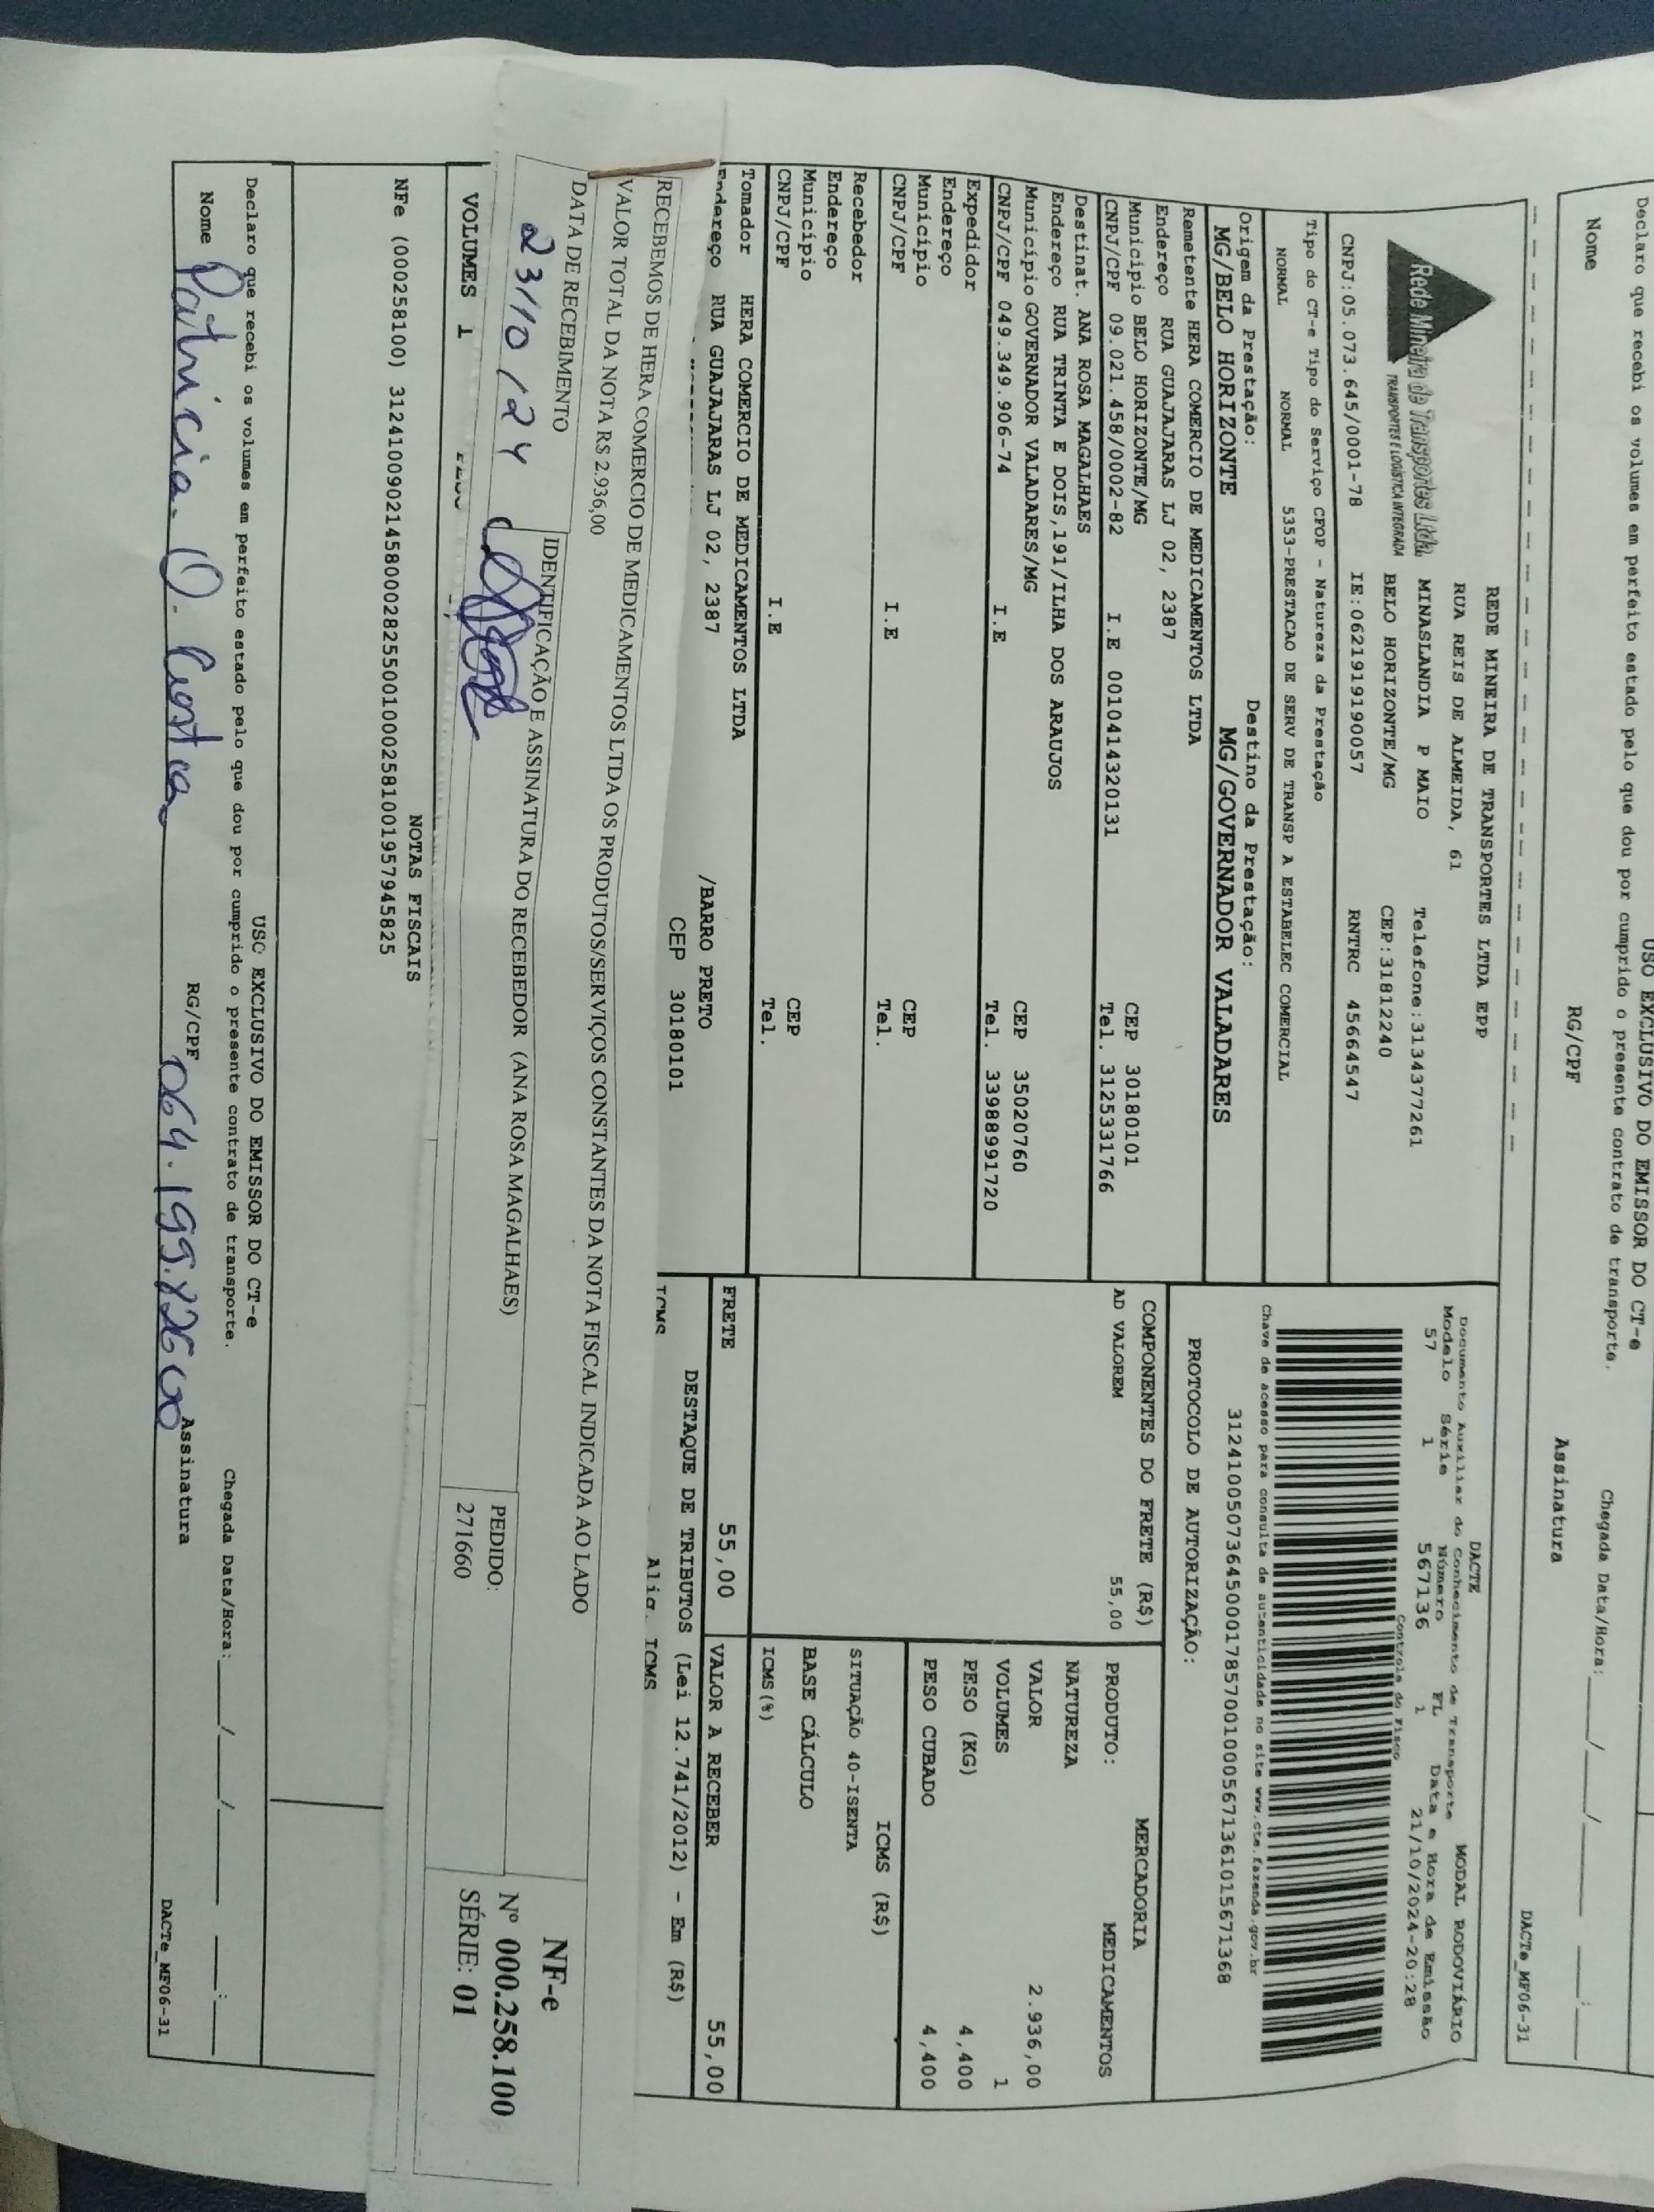 USO EXCLUSIVO DO EMISSOR DO CT-e
Declaro que recebi os volumes em perfeito estado pelo que dou por cumprido o presente contrato de transporte.
Chegada Data/Hora: ____/____/______ ____:____
Nome
RG/CPF
Assinatura
DACTe_MF06-31
Rede Mineira de Transportes Ltda.
TRANSPORTES E LOGÍSTICA INTEGRADA
REDE MINEIRA DE TRANSPORTES LTDA EPP
RUA REIS DE ALMEIDA, 61
MINASLANDIA P MAIO Telefone:3134377261
BELO HORIZONTE/MG CEP:31812240
CNPJ:05.073.645/0001-78 IE:0621919190057 RNTRC 45664547
DACTE
MODAL RODOVIÁRIO
Documento Auxiliar do Conhecimento de Transporte
Modelo Série Número FL Data e Hora de Emissão
57 1 567136 1 21/10/2024-20:28
Controle do Fisco
Chave de acesso para consulta de autenticidade no site www.cte.fazenda.gov.br
31241005073645000178570010005671361015671368
PROTOCOLO DE AUTORIZAÇÃO:
Tipo do CT-e Tipo do Serviço CFOP - Natureza da Prestação
NORMAL NORMAL 5353-PRESTACAO DE SERV DE TRANSP A ESTABELEC COMERCIAL
Origem da Prestação: Destino da Prestação:
MG/BELO HORIZONTE MG/GOVERNADOR VALADARES
Remetente HERA COMERCIO DE MEDICAMENTOS LTDA
Endereço RUA GUAJAJARAS LJ 02, 2387
Município BELO HORIZONTE/MG CEP 30180101
CNPJ/CPF 09.021.458/0002-82 I.E 0010414320131 Tel. 3125331766
Destinat. ANA ROSA MAGALHAES
Endereço RUA TRINTA E DOIS,191/ILHA DOS ARAUJOS
Município GOVERNADOR VALADARES/MG CEP 35020760
CNPJ/CPF 049.349.906-74 I.E Tel. 33988991720
Expedidor
Endereço
Município CEP
CNPJ/CPF I.E Tel.
Recebedor
Endereço
Município CEP
CNPJ/CPF I.E Tel.
Tomador HERA COMERCIO DE MEDICAMENTOS LTDA
Endereço RUA GUAJAJARAS LJ 02, 2387 /BARRO PRETO
CEP 30180101
COMPONENTES DO FRETE (R$)
AD VALOREM 55,00
MERCADORIA
PRODUTO: MEDICAMENTOS
NATUREZA
VALOR 2.936,00
VOLUMES 1
PESO (KG) 4,400
PESO CUBADO 4,400
ICMS (R$)
SITUAÇÃO 40-ISENTA
BASE CÁLCULO
ICMS(%)
FRETE 55,00 VALOR A RECEBER 55,00
DESTAQUE DE TRIBUTOS (Lei 12.741/2012) - Em (R$)
ICMS Aliq. ICMS
RECEBEMOS DE HERA COMERCIO DE MEDICAMENTOS LTDA OS PRODUTOS/SERVIÇOS CONSTANTES DA NOTA FISCAL INDICADA AO LADO
VALOR TOTAL DA NOTA R$ 2.936,00
DATA DE RECEBIMENTO
23/10/24
IDENTIFICAÇÃO E ASSINATURA DO RECEBEDOR (ANA ROSA MAGALHAES)
PEDIDO:
271660
NF-e
Nº 000.258.100
SÉRIE: 01
VOLUMES 1
NOTAS FISCAIS
NFe (000258100) 31241009021458000282550010002581001957945825
USO EXCLUSIVO DO EMISSOR DO CT-e
Declaro que recebi os volumes em perfeito estado pelo que dou por cumprido o presente contrato de transporte.
Chegada Data/Hora: ____/____/______ ____:____
Nome Patricia. O. Costa RG/CPF 064.199.826 00 Assinatura
DACTe_MF06-31